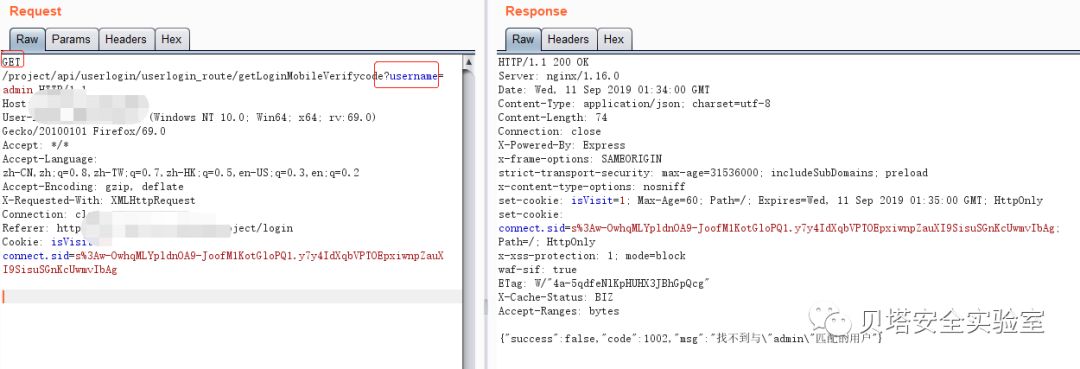 Request
Raw Params Headers Hex
GET
/project/api/userlogin/userlogin_route/getLoginMobileVerifycode?username=
admin HTTP/1.1
Host
User- (Windows NT 10.0; Win64; x64; rv:69.0)
Gecko/20100101 Firefox/69.0
Accept: */*
Accept-Language:
zh-CN,zh;q=0.8,zh-TW;q=0.7,zh-HK;q=0.5,en-US;q=0.3,en;q=0.2
Accept-Encoding: gzip, deflate
X-Requested-With: XMLHttpRequest
Connection: cl
Referer: http oject/login
Cookie: isVisit
connect.sid=s%3Aw-OwhqMLYpldnOA9-JoofM1KotGloPQ1.y7y4IdXqbVPTOEpxiwnpZauX
I9SisuSGnKcUwmvIbAg
Response
Raw Headers Hex
HTTP/1.1 200 OK
Server: nginx/1.16.0
Date: Wed, 11 Sep 2019 01:34:00 GMT
Content-Type: application/json; charset=utf-8
Content-Length: 74
Connection: close
X-Powered-By: Express
x-frame-options: SAMBORIGIN
strict-transport-security: max-age=31536000; includeSubDomains; preload
x-content-type-options: nosniff
set-cookie: isVisit=1; Max-Age=60; Path=/; Expires=Wed, 11 Sep 2019 01:35:00 GMT; HttpOnly
set-cookie:
connect.sid=s%3Aw-OwhqMLYpldnOA9-JoofM1KotGloPQ1.y7y4IdXqbVPTOEpxiwnpZauXI9SisuSGnKcUwmvIbAg;
Path=/; HttpOnly
x-xss-protection: 1; mode=block
waf-sif: true
ETag: W/"4a-5qdfeNlKpHUHX3JBhGpQcg"
X-Cache-Status: BIZ
Accept-Ranges: bytes
贝塔安全实验室
{"success":false,"code":1002,"msg":"找不到与\"admin\"匹配的用户"}